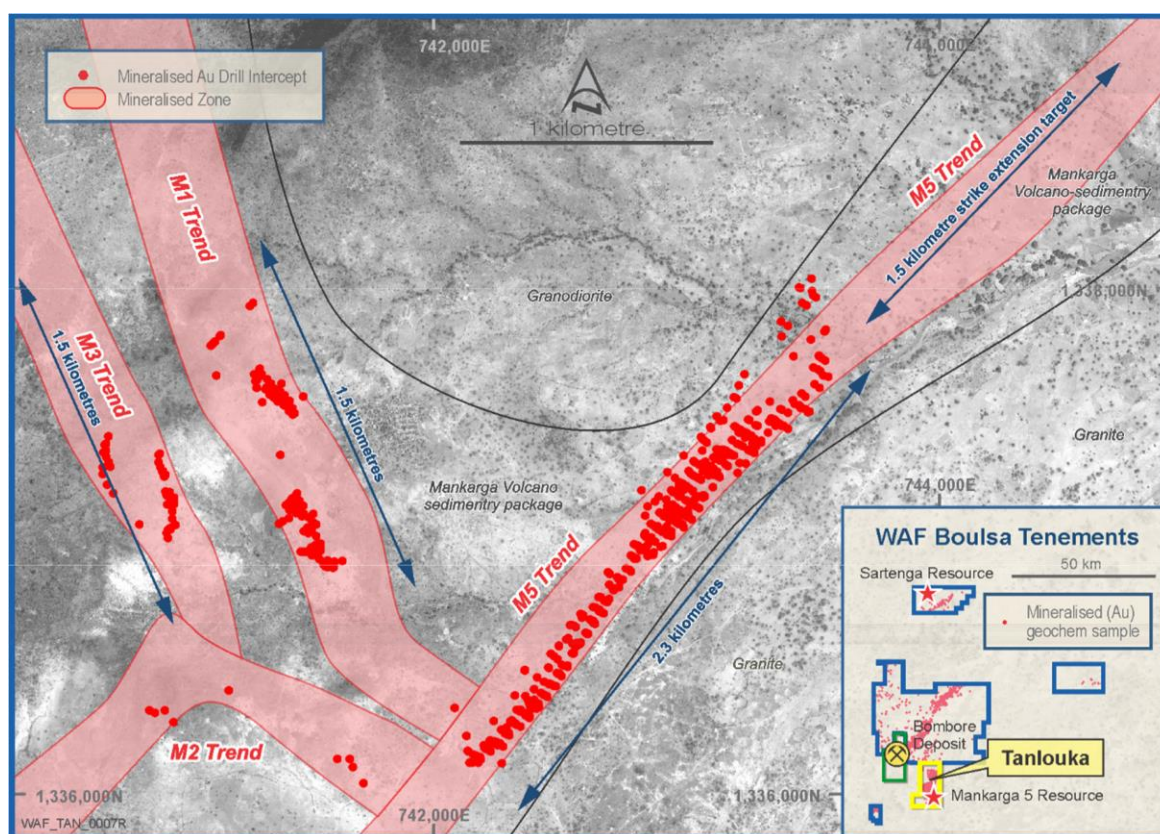 742,000E
744,000E
Mineralised Au Drill Intercept
Mineralised Zone
N
1 kilometre
M1 Trend
M5 Trend
1.5 kilometre strike extension target
Mankarga
Volcano-sedimentry
package
Granodiorite
1,338,000N
M3 Trend
1.5 kilometres
1.5 kilometres
Granite
Mankarga Volcano
sedimentry package
744,000E
M5 Trend
2.3 kilometres
Granite
M2 Trend
1,336,000N
742,000E
1,336,000N
WAF_TAN_0007R
WAF Boulsa Tenements
50 km
Sartenga Resource
Mineralised (Au)
geochem sample
Bombore
Deposit
Tanlouka
Mankarga 5 Resource